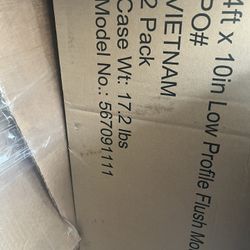 4ft x 10in Low Profile Flush Mo
PO#
VIETNAM
2 Pack
Case Wt: 17.2 lbs
Model No.: 567091111